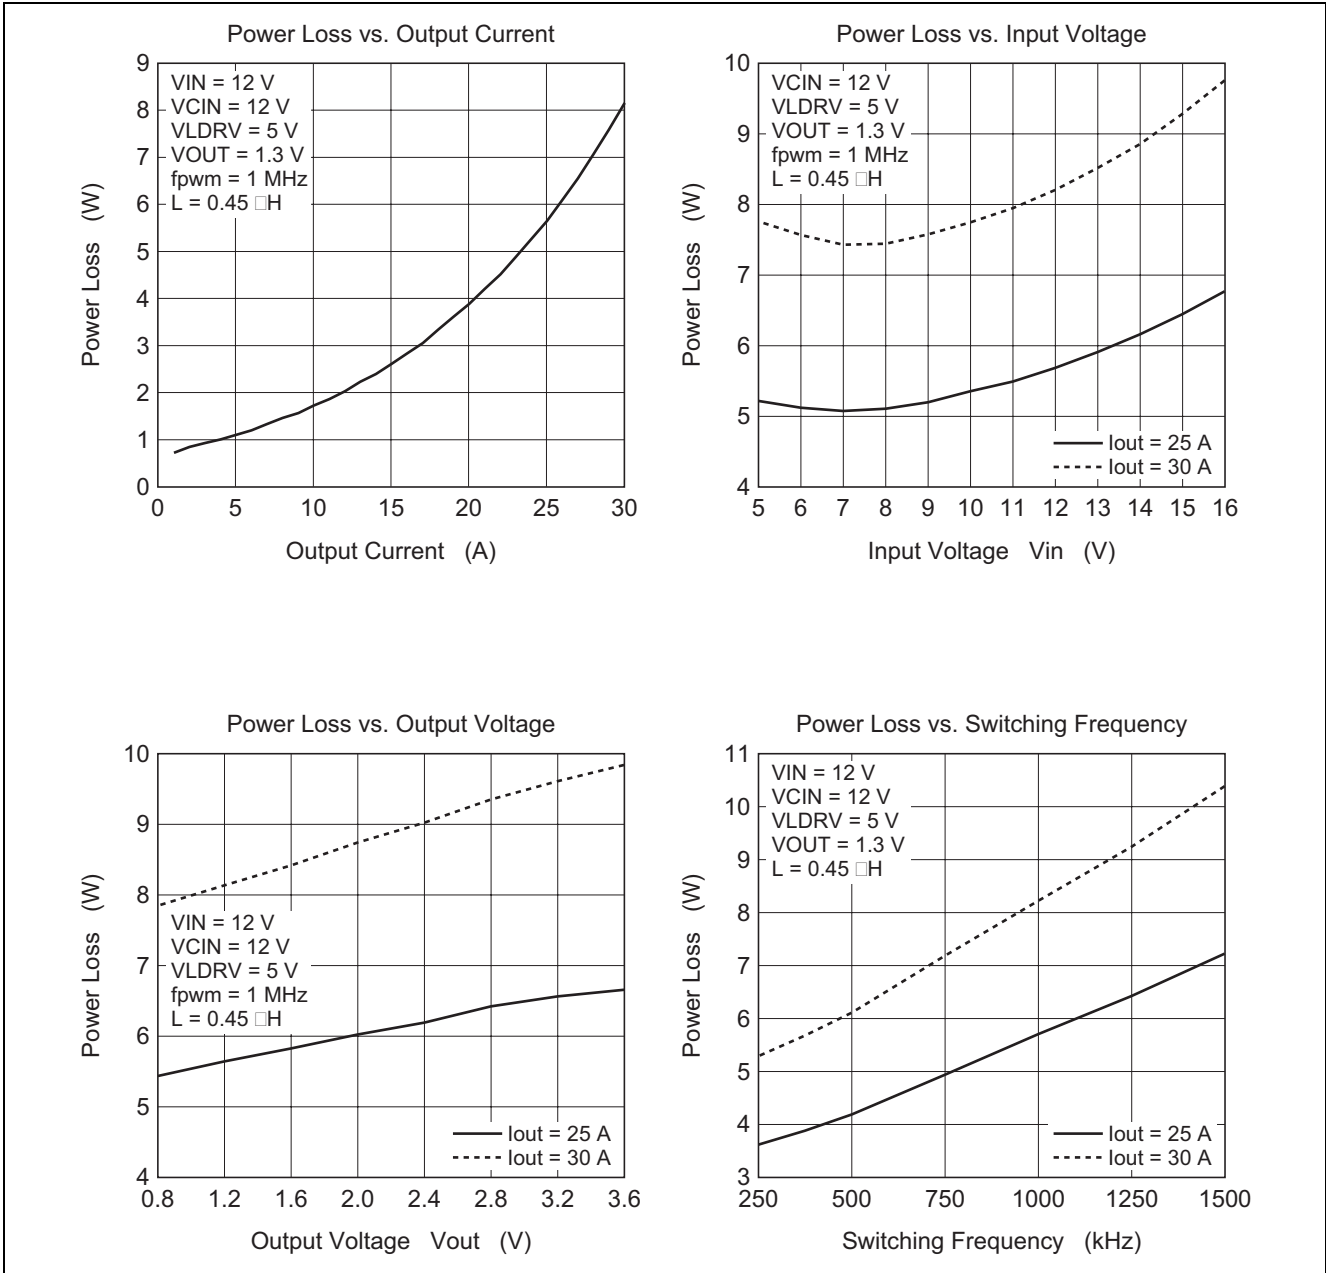 Power Loss vs. Output Current
9
8
7
6
5
4
3
2
1
0
Power Loss (W)
VIN = 12 V
VCIN = 12 V
VLDRV = 5 V
VOUT = 1.3 V
fpwm = 1 MHz
L = 0.45 □H
0 5 10 15 20 25 30
Output Current (A)
Power Loss vs. Input Voltage
10
9
8
7
6
5
4
Power Loss (W)
VCIN = 12 V
VLDRV = 5 V
VOUT = 1.3 V
fpwm = 1 MHz
L = 0.45 □H
Iout = 25 A
Iout = 30 A
5 6 7 8 9 10 11 12 13 14 15 16
Input Voltage Vin (V)
Power Loss vs. Output Voltage
10
9
8
7
6
5
4
Power Loss (W)
VIN = 12 V
VCIN = 12 V
VLDRV = 5 V
fpwm = 1 MHz
L = 0.45 □H
Iout = 25 A
Iout = 30 A
0.8 1.2 1.6 2.0 2.4 2.8 3.2 3.6
Output Voltage Vout (V)
Power Loss vs. Switching Frequency
11
10
9
8
7
6
5
4
3
Power Loss (W)
VIN = 12 V
VCIN = 12 V
VLDRV = 5 V
VOUT = 1.3 V
L = 0.45 □H
Iout = 25 A
Iout = 30 A
250 500 750 1000 1250 1500
Switching Frequency (kHz)